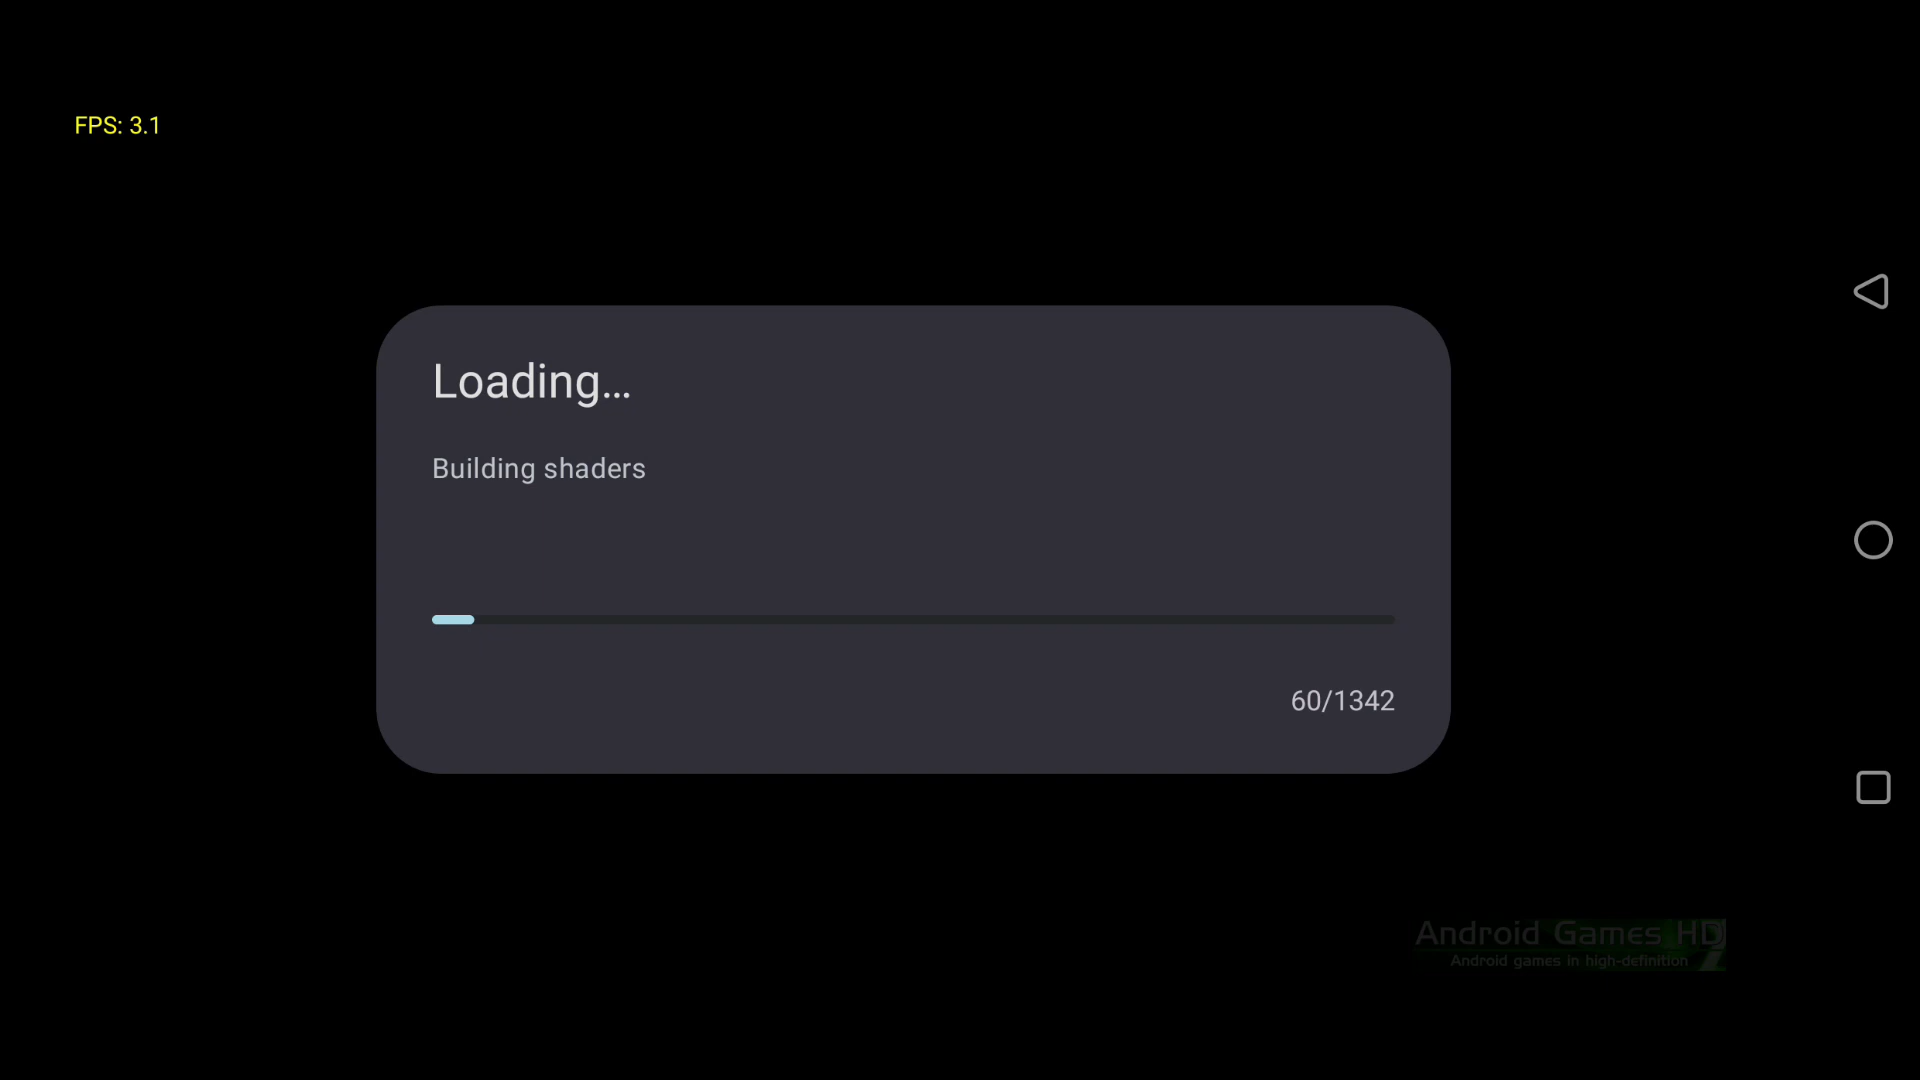 FPS: 3.1
Loading...
Building shaders
60/1342
Android Games HD
Android games in high-definition